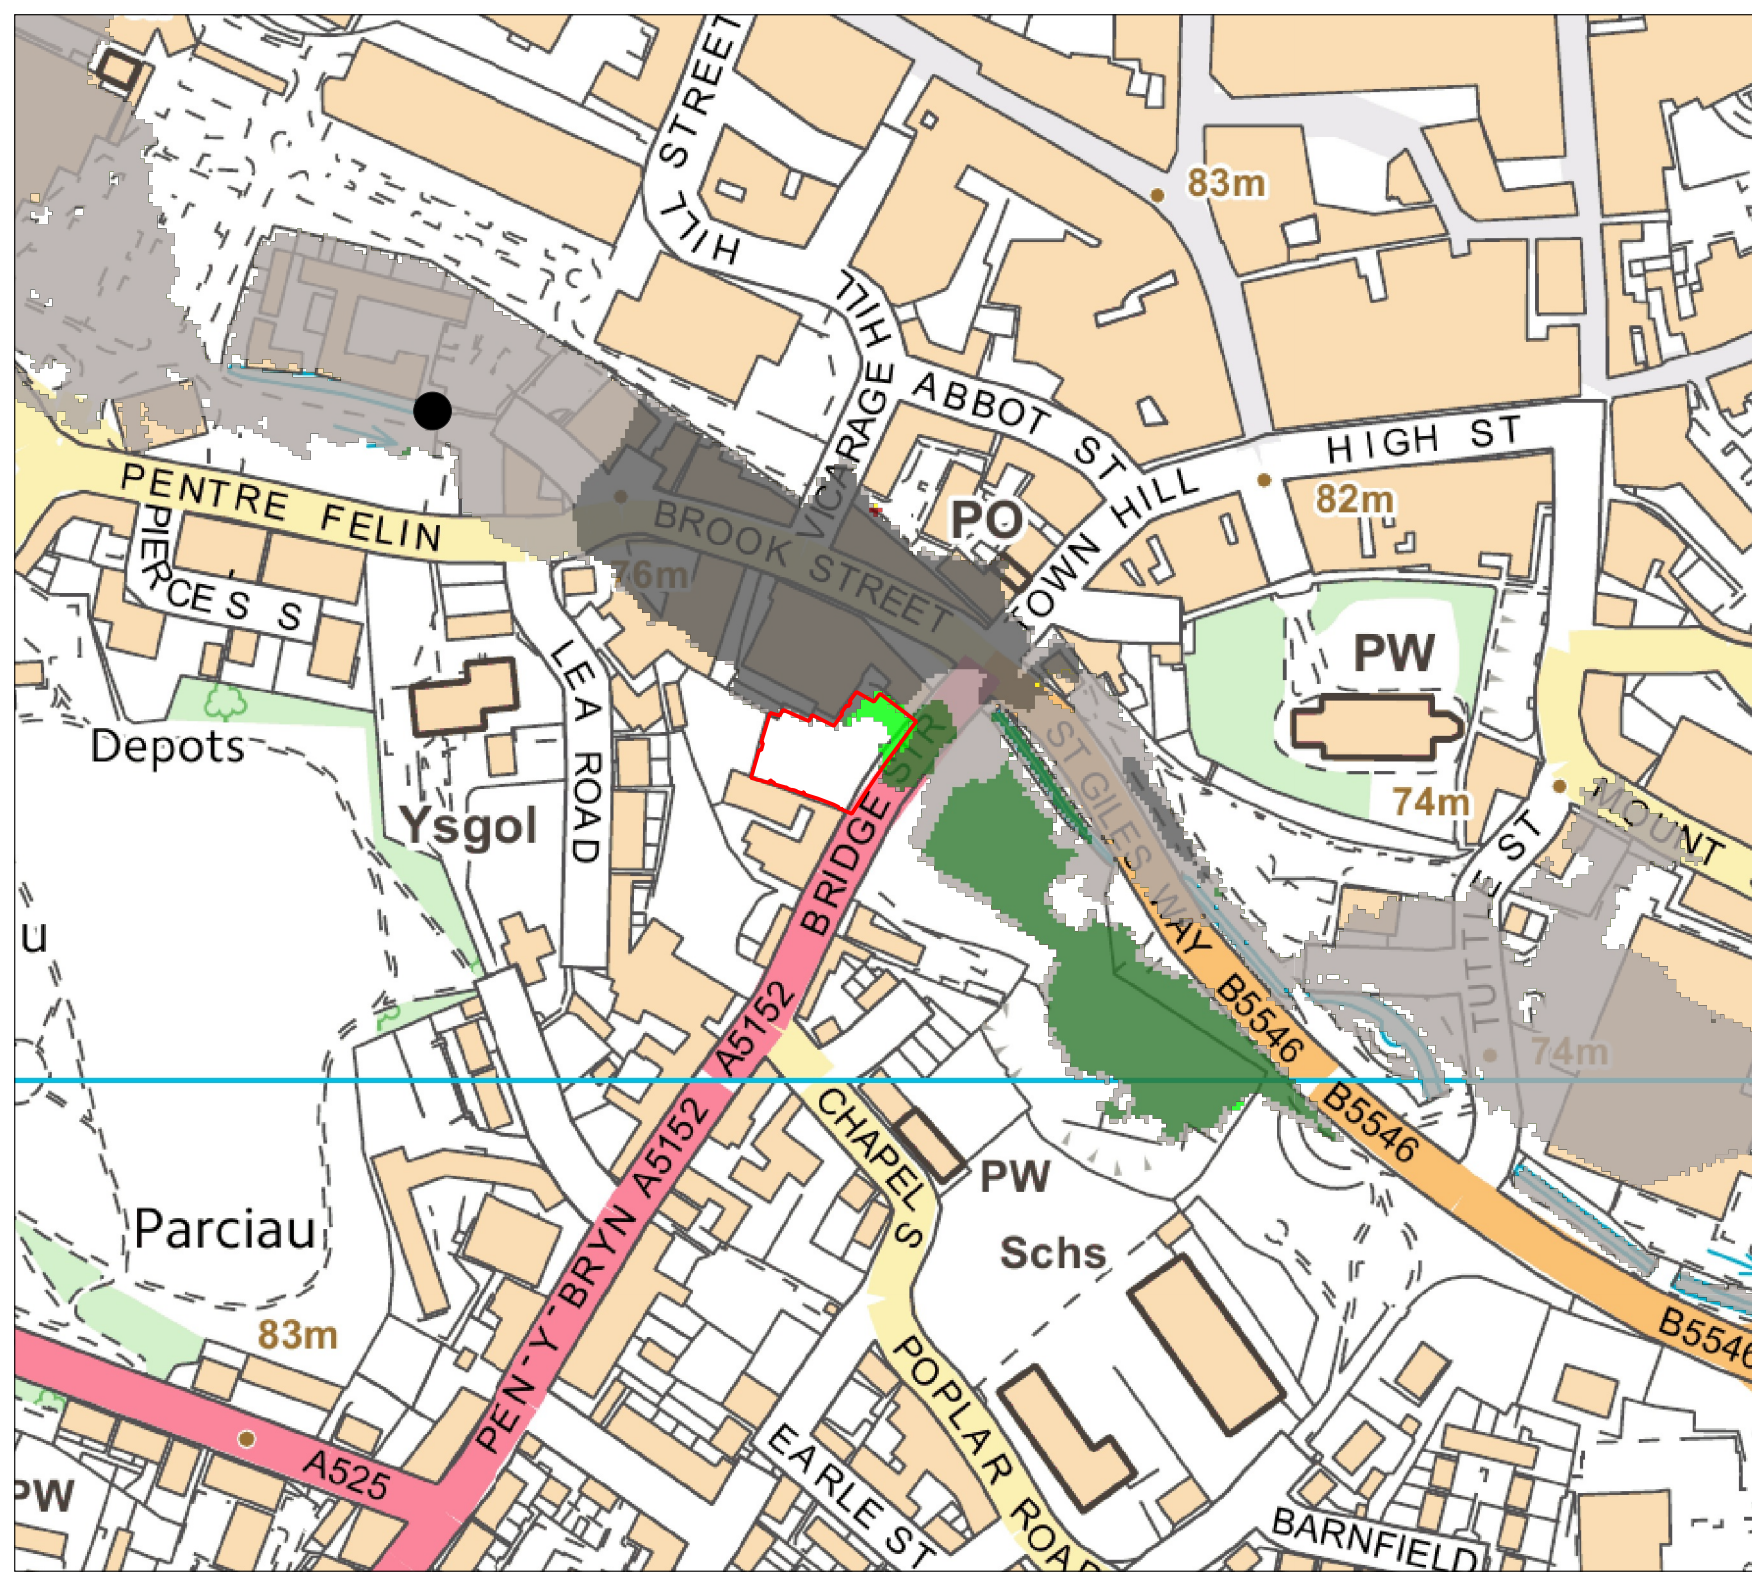 STREET
HILL
83m
HILL
VICARAGE
ABBOT ST
HIGH ST
TOWN HILL
82m
PO
PENTRE FELIN
BROOK STREET
76m
PIERCES S
LEA ROAD
PW
Depots
STR
ST GILES WAY
74m
MOUNT
Ysgol
BRIDGE
E ST
TUTTL
u
B5546
74m
A5152
B5546
A5152
CHAPEL S
PW
Parciau
Schs
PEN-Y-BRYN
83m
B5546
POPLAR ROAD
A525
PW
EARLE ST
BARNFIELD